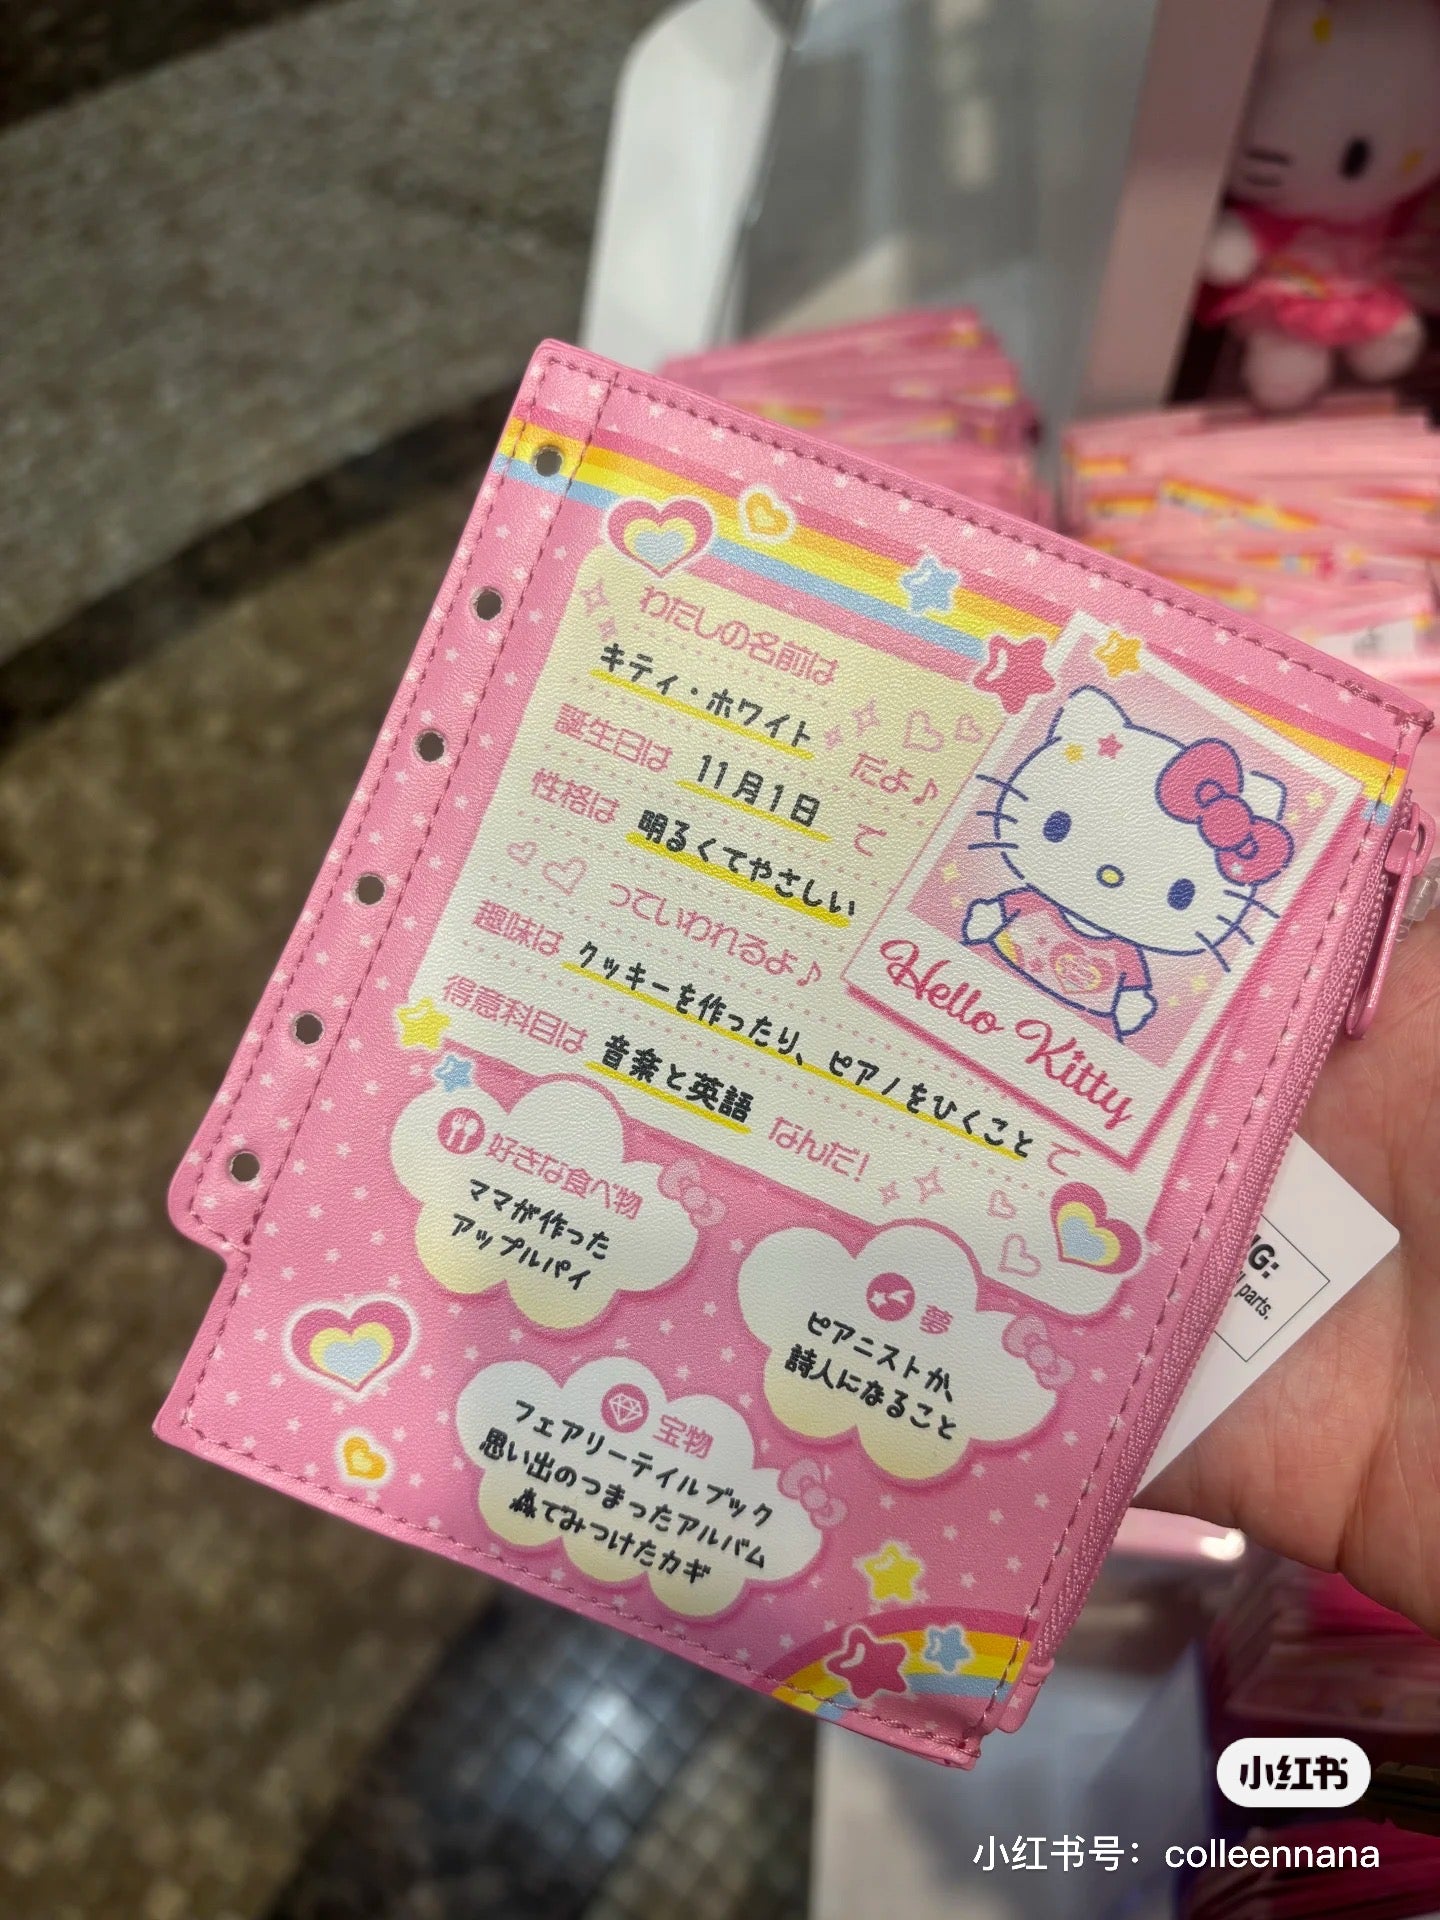 わたしの名前は
キティ・ホワイト だよ♪
誕生日は 11月1日 で
性格は 明るくてやさしい
っていわれるよ♪
趣味は クッキーを作ったり、ピアノをひくこと で
得意科目は 音楽と英語 なんだ!
Hello Kitty
好きな食べ物
ママが作った
アップルパイ
夢
ピアニストか、
詩人になること
宝物
フェアリーテイルブック
思い出のつまったアルバム
森でみつけたカギ
parts.
小红书
小红书号：colleennana